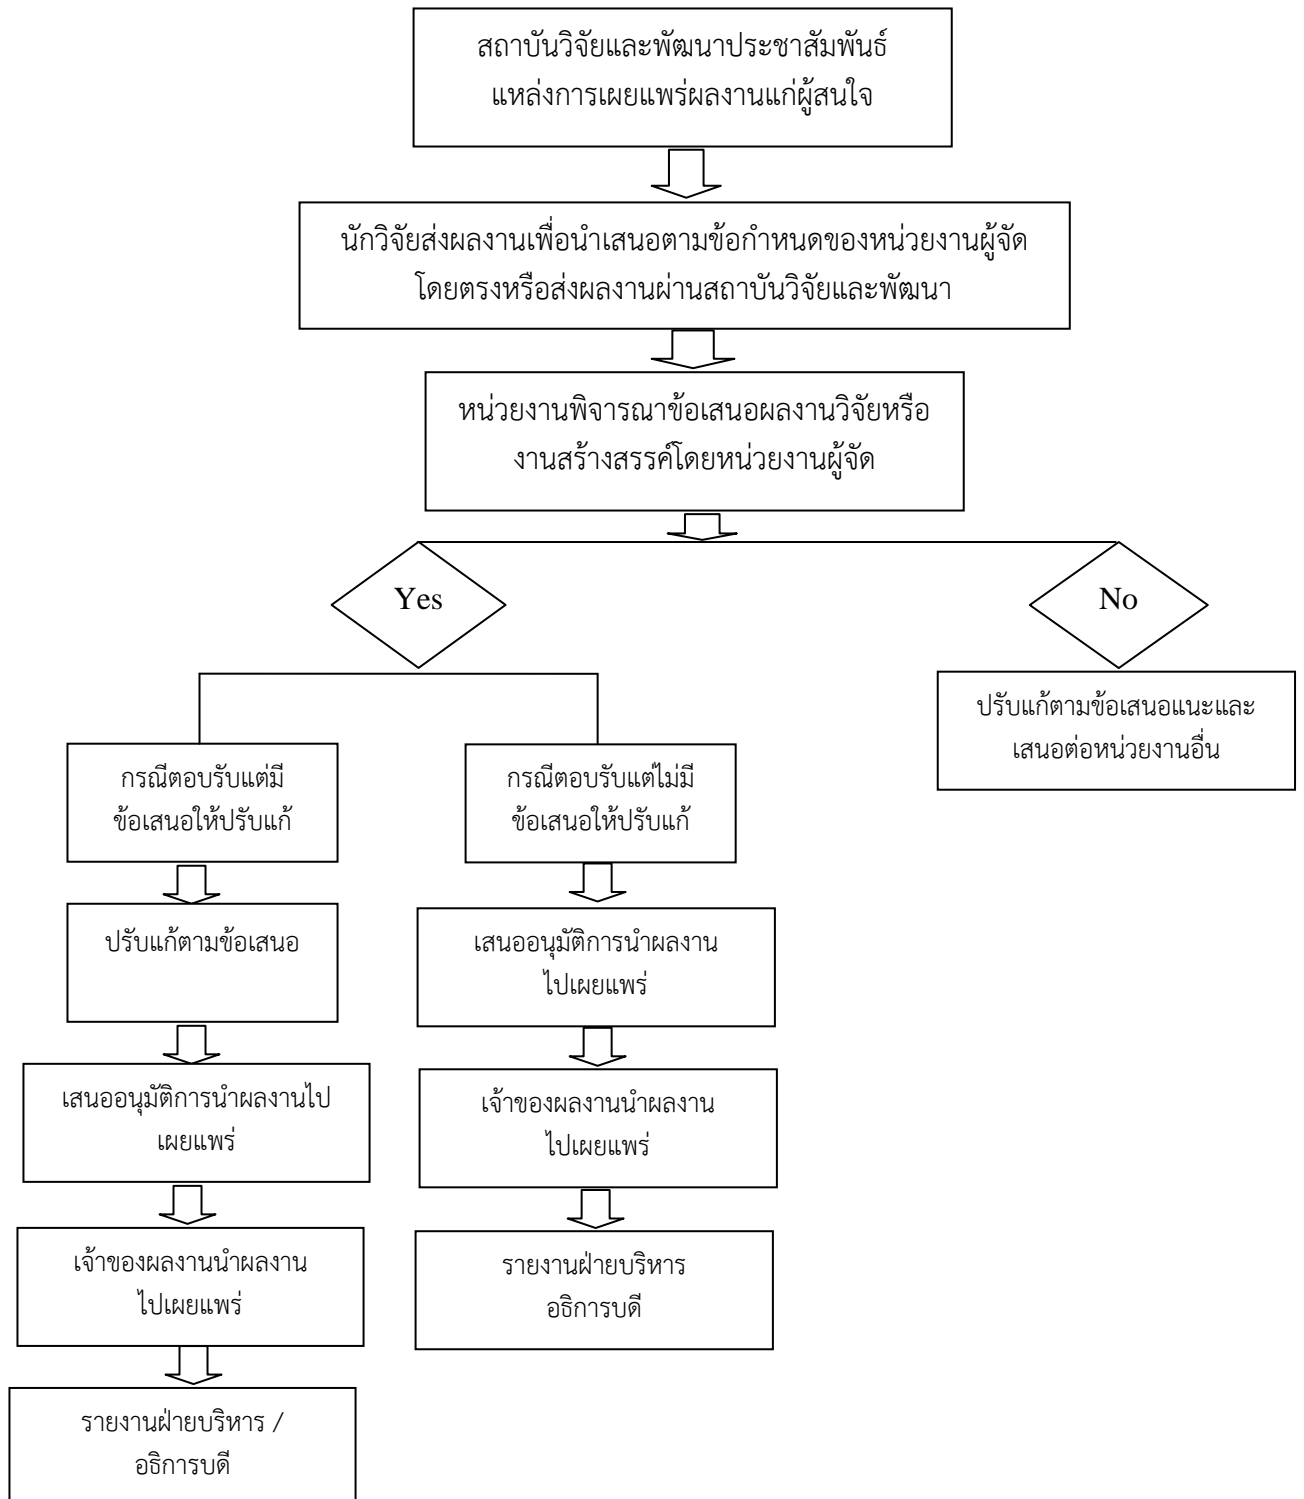 สถาบันวิจัยและพัฒนาประชาสัมพันธ์
แหล่งการเผยแพร่ผลงานแก่ผู้สนใจ
นักวิจัยส่งผลงานเพื่อนำเสนอตามข้อกำหนดของหน่วยงานผู้จัด
โดยตรงหรือส่งผลงานผ่านสถาบันวิจัยและพัฒนา
หน่วยงานพิจารณาข้อเสนอผลงานวิจัยหรือ
งานสร้างสรรค์โดยหน่วยงานผู้จัด
Yes
No
ปรับแก้ตามข้อเสนอแนะและ
เสนอต่อหน่วยงานอื่น
กรณีตอบรับแต่มี
ข้อเสนอให้ปรับแก้
ปรับแก้ตามข้อเสนอ
เสนออนุมัติการนำผลงานไป
เผยแพร่
เจ้าของผลงานนำผลงาน
ไปเผยแพร่
รายงานฝ่ายบริหาร /
อธิการบดี
กรณีตอบรับแต่ไม่มี
ข้อเสนอให้ปรับแก้
เสนออนุมัติการนำผลงาน
ไปเผยแพร่
เจ้าของผลงานนำผลงาน
ไปเผยแพร่
รายงานฝ่ายบริหาร
อธิการบดี